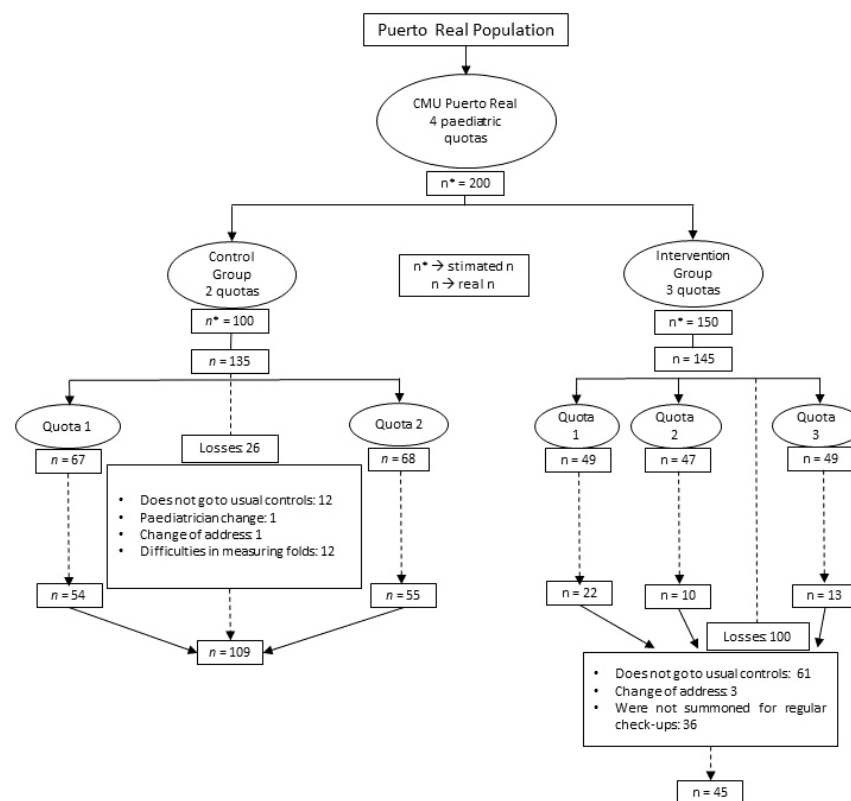 Puerto Real Population
CMU Puerto Real
4 paediatric
quotas
n* = 200
Control
Group
2 quotas
n* → stimated n
n → real n
Intervention
Group
3 quotas
n* = 100
n* = 150
n = 135
n = 145
Quota 1
Quota 2
Quota
1
Quota
2
Quota
3
Losses: 26
n = 67
n = 68
n = 49
n = 47
n = 49
• Does not go to usual controls: 12
• Paediatrician change: 1
• Change of address: 1
• Difficulties in measuring folds: 12
n = 54
n = 55
n = 22
n = 10
n = 13
n = 109
Losses: 100
• Does not go to usual controls: 61
• Change of address: 3
• Were not summoned for regular
check-ups: 36
n = 45